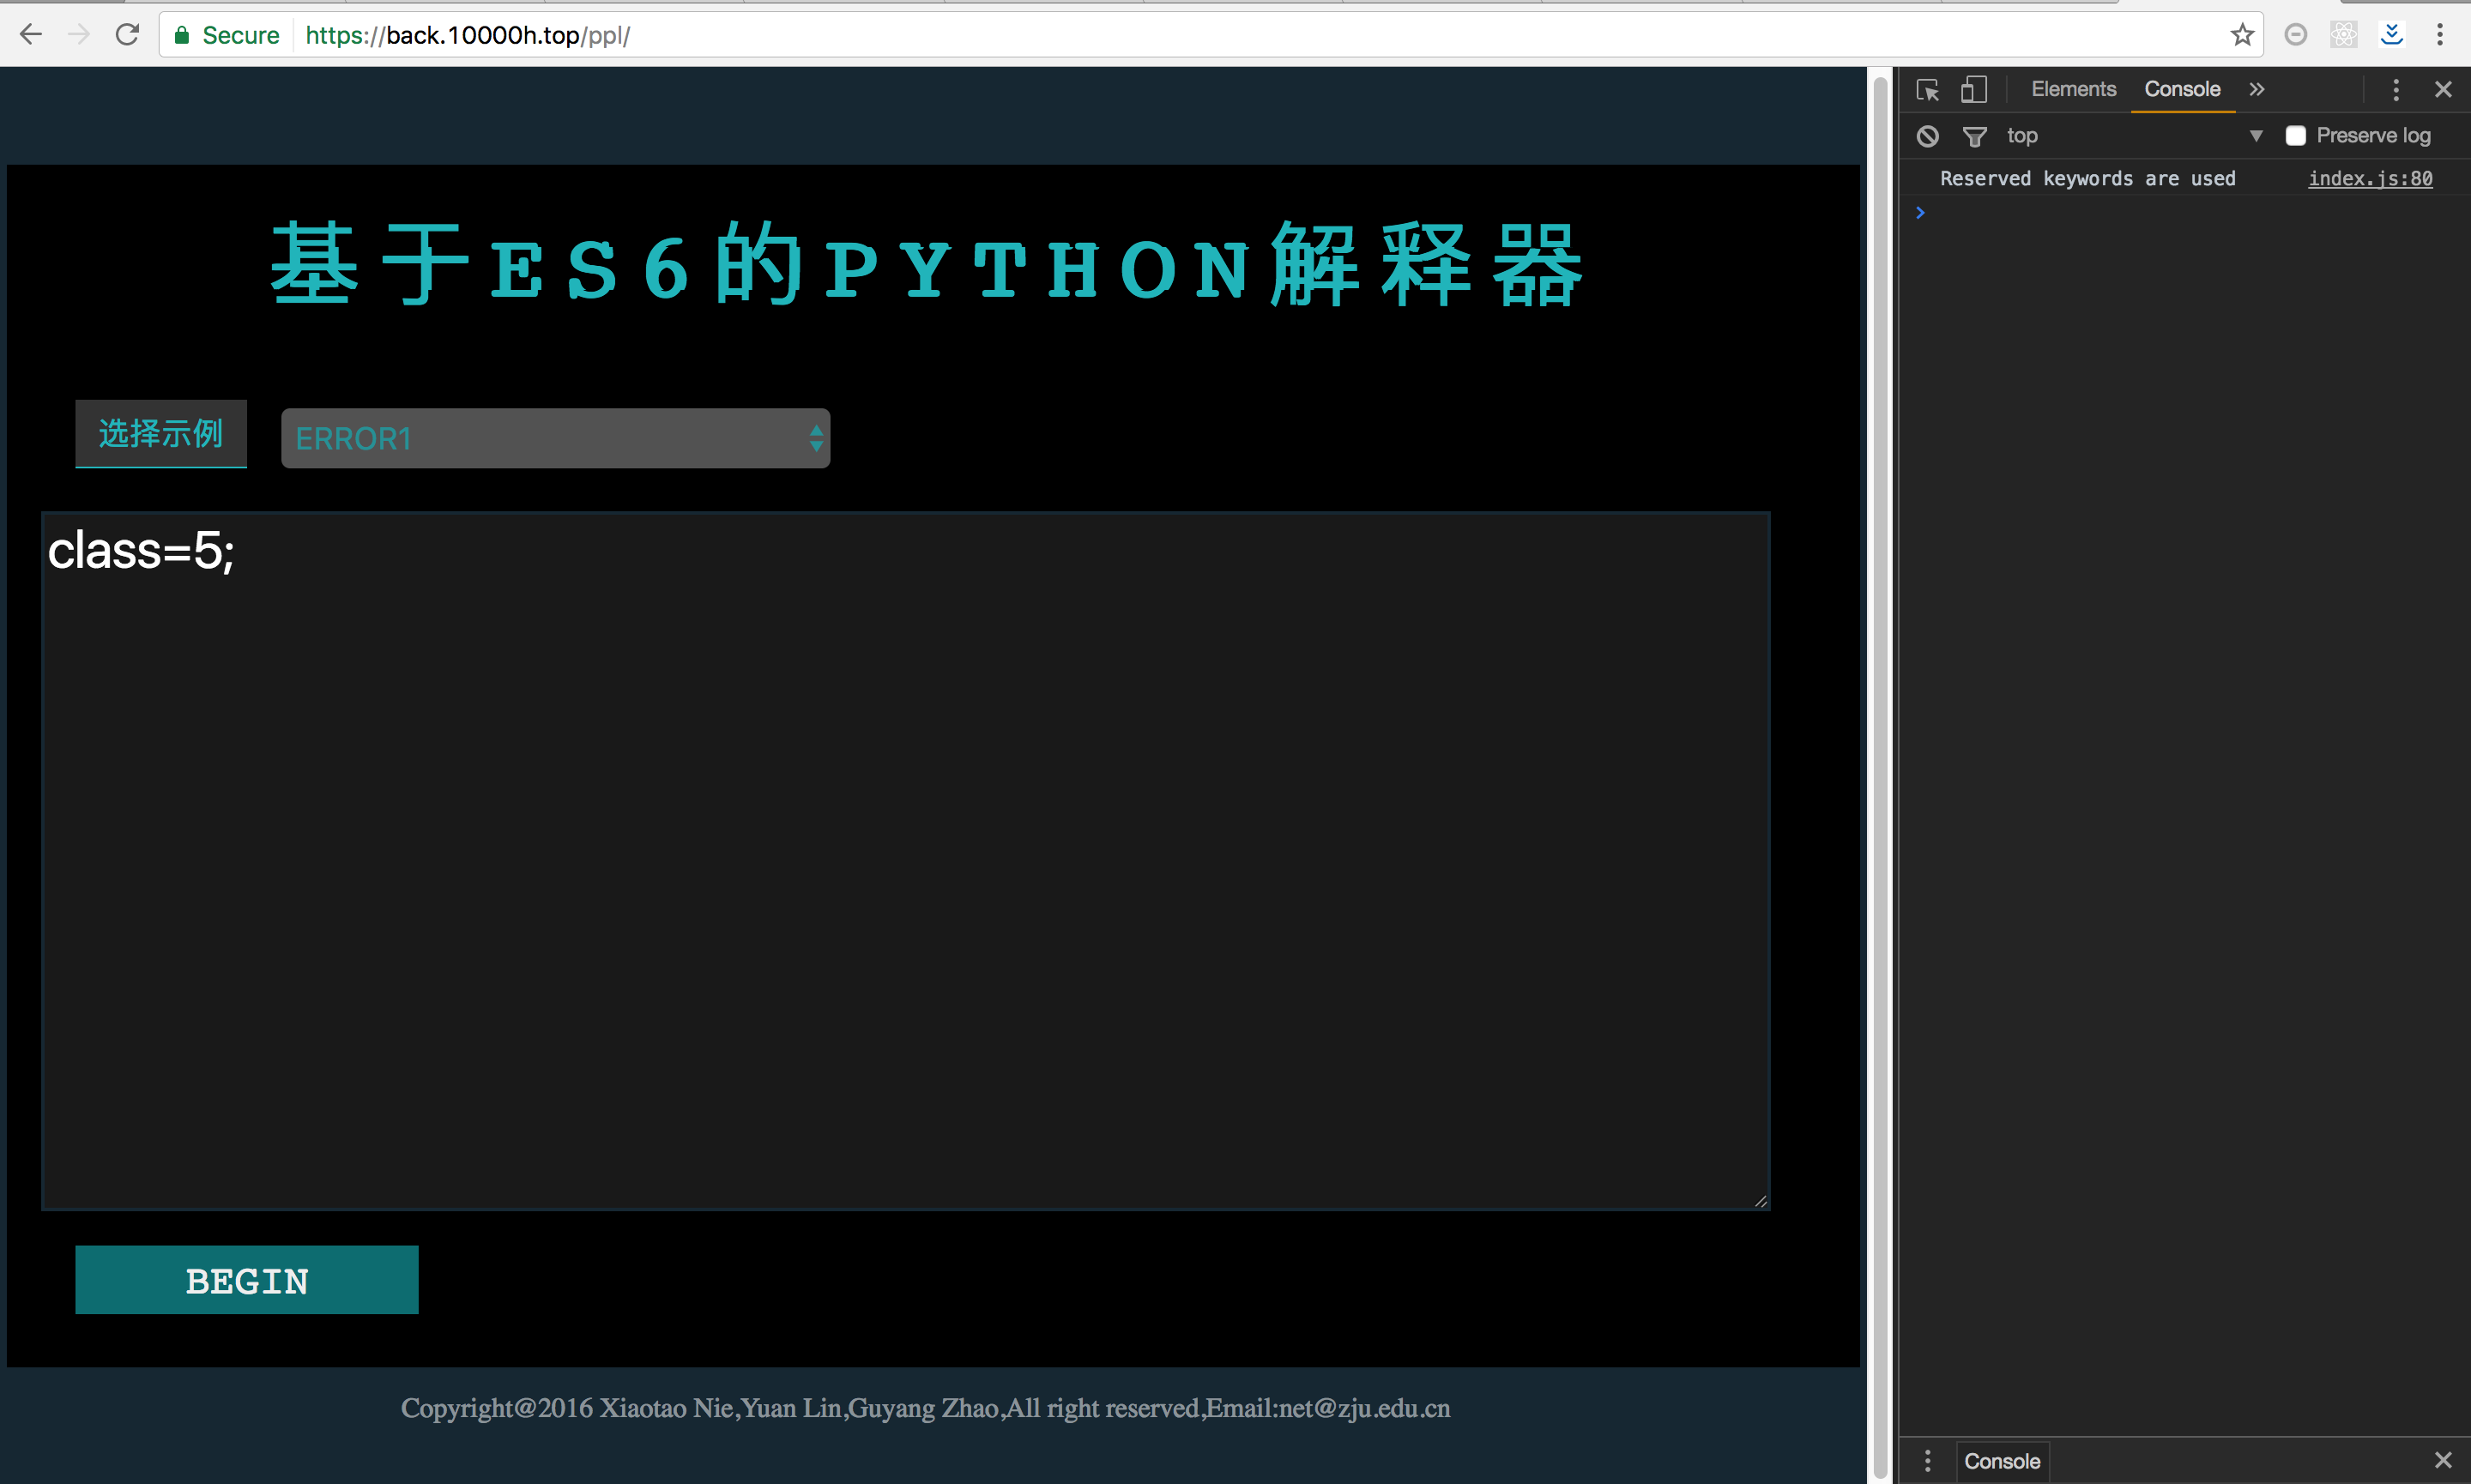 Secure https://back.10000h.top/ppl/
Elements Console »
top Preserve log
Reserved keywords are used index.js:80
基于ES6的PYTHON解释器
选择示例 ERROR1
class=5;
BEGIN
Copyright@2016 Xiaotao Nie,Yuan Lin,Guyang Zhao,All right reserved,Email:net@zju.edu.cn
Console